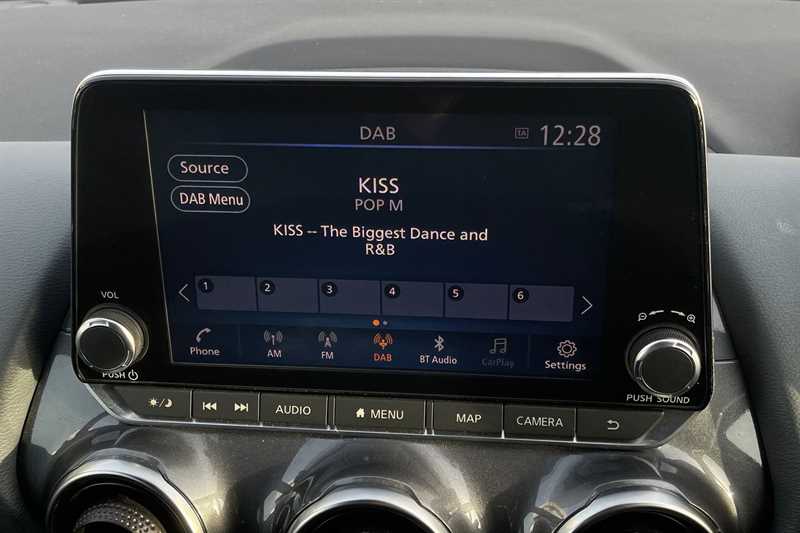 DAB
TA
12:28
Source
KISS
POP M
DAB Menu
KISS -- The Biggest Dance and
R&B
1 2 3 4 5 6
VOL
Phone AM FM DAB BT Audio CarPlay Settings
PUSH
PUSH SOUND
AUDIO MENU MAP CAMERA